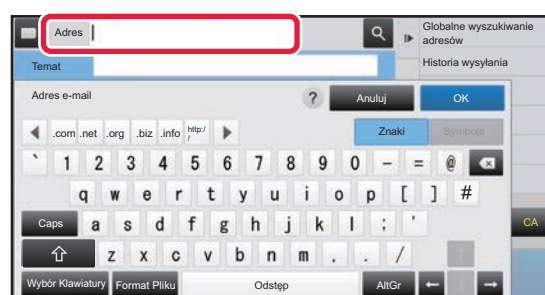 Adres
Globalne wyszukiwanie
adresów
Temat
Historia wysyłania
Adres e-mail
? Anuluj OK
.com .net .org .biz .info http:/
/
Znaki Symbole
` 1 2 3 4 5 6 7 8 9 0 - = @
q w e r t y u i o p [ ] #
Caps a s d f g h j k l ; '
CA
z x c v b n m . . /
Wybór Klawiatury Format Pliku Odstęp AltGr